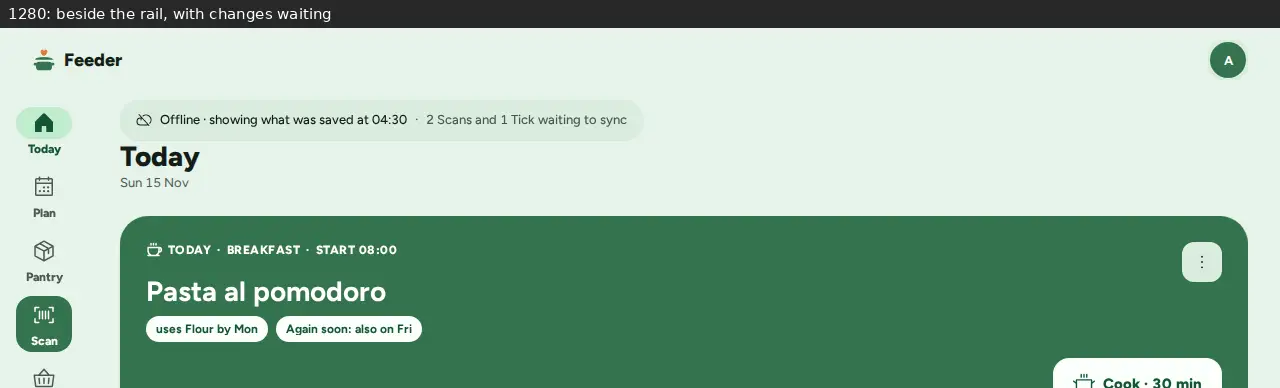 1280: beside the rail, with changes waiting
Feeder
A
Offline · showing what was saved at 04:30 · 2 Scans and 1 Tick waiting to sync
Today
Today
Sun 15 Nov
Plan
TODAY · BREAKFAST · START 08:00
Pantry
Pasta al pomodoro
uses Flour by Mon
Again soon: also on Fri
Scan
Cook · 30 min